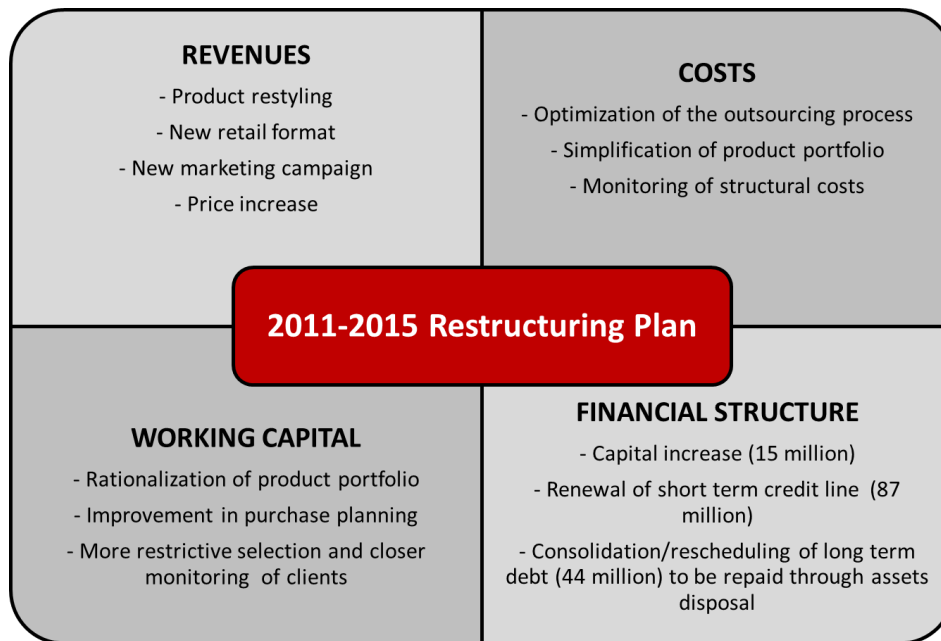 REVENUES
- Product restyling
- New retail format
- New marketing campaign
- Price increase
COSTS
- Optimization of the outsourcing process
- Simplification of product portfolio
- Monitoring of structural costs
2011-2015 Restructuring Plan
WORKING CAPITAL
- Rationalization of product portfolio
- Improvement in purchase planning
- More restrictive selection and closer
monitoring of clients
FINANCIAL STRUCTURE
- Capital increase (15 million)
- Renewal of short term credit line (87
million)
- Consolidation/rescheduling of long term
debt (44 million) to be repaid through assets
disposal